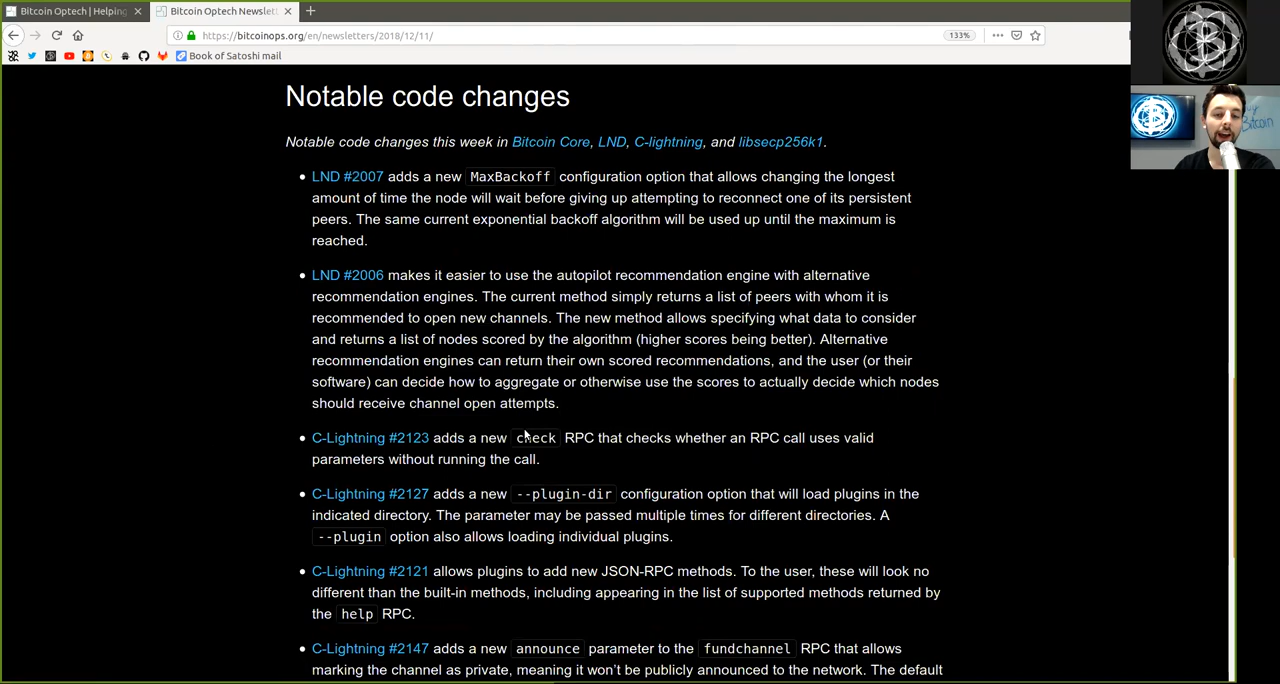 Bitcoin Optech | Helping
Bitcoin Optech Newslett
https://bitcoinops.org/en/newsletters/2018/12/11/
133%
Book of Satoshi mail
Bitcoin
Notable code changes
Notable code changes this week in Bitcoin Core, LND, C-lightning, and libsecp256k1.
• LND #2007 adds a new MaxBackoff configuration option that allows changing the longest
amount of time the node will wait before giving up attempting to reconnect one of its persistent
peers. The same current exponential backoff algorithm will be used up until the maximum is
reached.
• LND #2006 makes it easier to use the autopilot recommendation engine with alternative
recommendation engines. The current method simply returns a list of peers with whom it is
recommended to open new channels. The new method allows specifying what data to consider
and returns a list of nodes scored by the algorithm (higher scores being better). Alternative
recommendation engines can return their own scored recommendations, and the user (or their
software) can decide how to aggregate or otherwise use the scores to actually decide which nodes
should receive channel open attempts.
• C-Lightning #2123 adds a new check RPC that checks whether an RPC call uses valid
parameters without running the call.
• C-Lightning #2127 adds a new --plugin-dir configuration option that will load plugins in the
indicated directory. The parameter may be passed multiple times for different directories. A
--plugin option also allows loading individual plugins.
• C-Lightning #2121 allows plugins to add new JSON-RPC methods. To the user, these will look no
different than the built-in methods, including appearing in the list of supported methods returned by
the help RPC.
• C-Lightning #2147 adds a new announce parameter to the fundchannel RPC that allows
marking the channel as private, meaning it won't be publicly announced to the network. The default